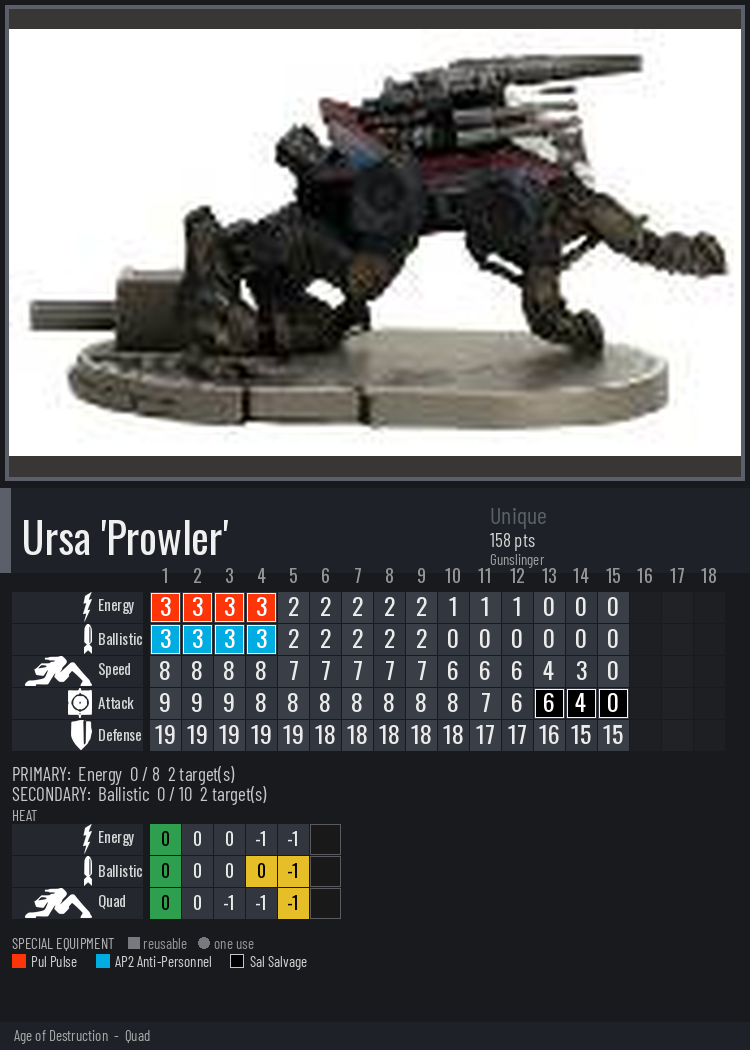 Ursa 'Prowler'
Unique
158 pts
Gunslinger
1 2 3 4 5 6 7 8 9 10 11 12 13 14 15 16 17 18
Energy 3 3 3 3 2 2 2 2 2 1 1 1 0 0 0
Ballistic 3 3 3 3 2 2 2 2 2 0 0 0 0 0 0
Speed 8 8 8 8 7 7 7 7 7 6 6 6 4 3 0
Attack 9 9 9 8 8 8 8 8 8 8 7 6 6 4 0
Defense 19 19 19 19 19 18 18 18 18 18 17 17 16 15 15
PRIMARY: Energy 0 / 8 2 target(s)
SECONDARY: Ballistic 0 / 10 2 target(s)
HEAT
Energy 0 0 0 -1 -1
Ballistic 0 0 0 0 -1
Quad 0 0 -1 -1 -1
SPECIAL EQUIPMENT reusable one use
Pul Pulse AP2 Anti-Personnel Sal Salvage
Age of Destruction - Quad